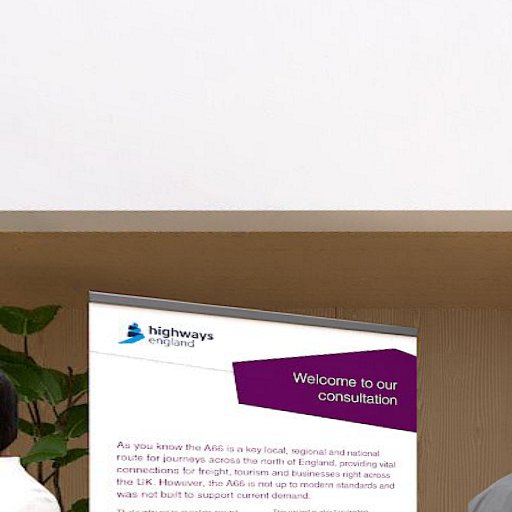 highways
england
Welcome to our
consultation
As you know the A66 is a key local, regional and national
route for journeys across the north of England, providing vital
connections for freight, tourism and businesses right across
the UK. However, the A66 is not up to modern standards and
was not built to support current demand.